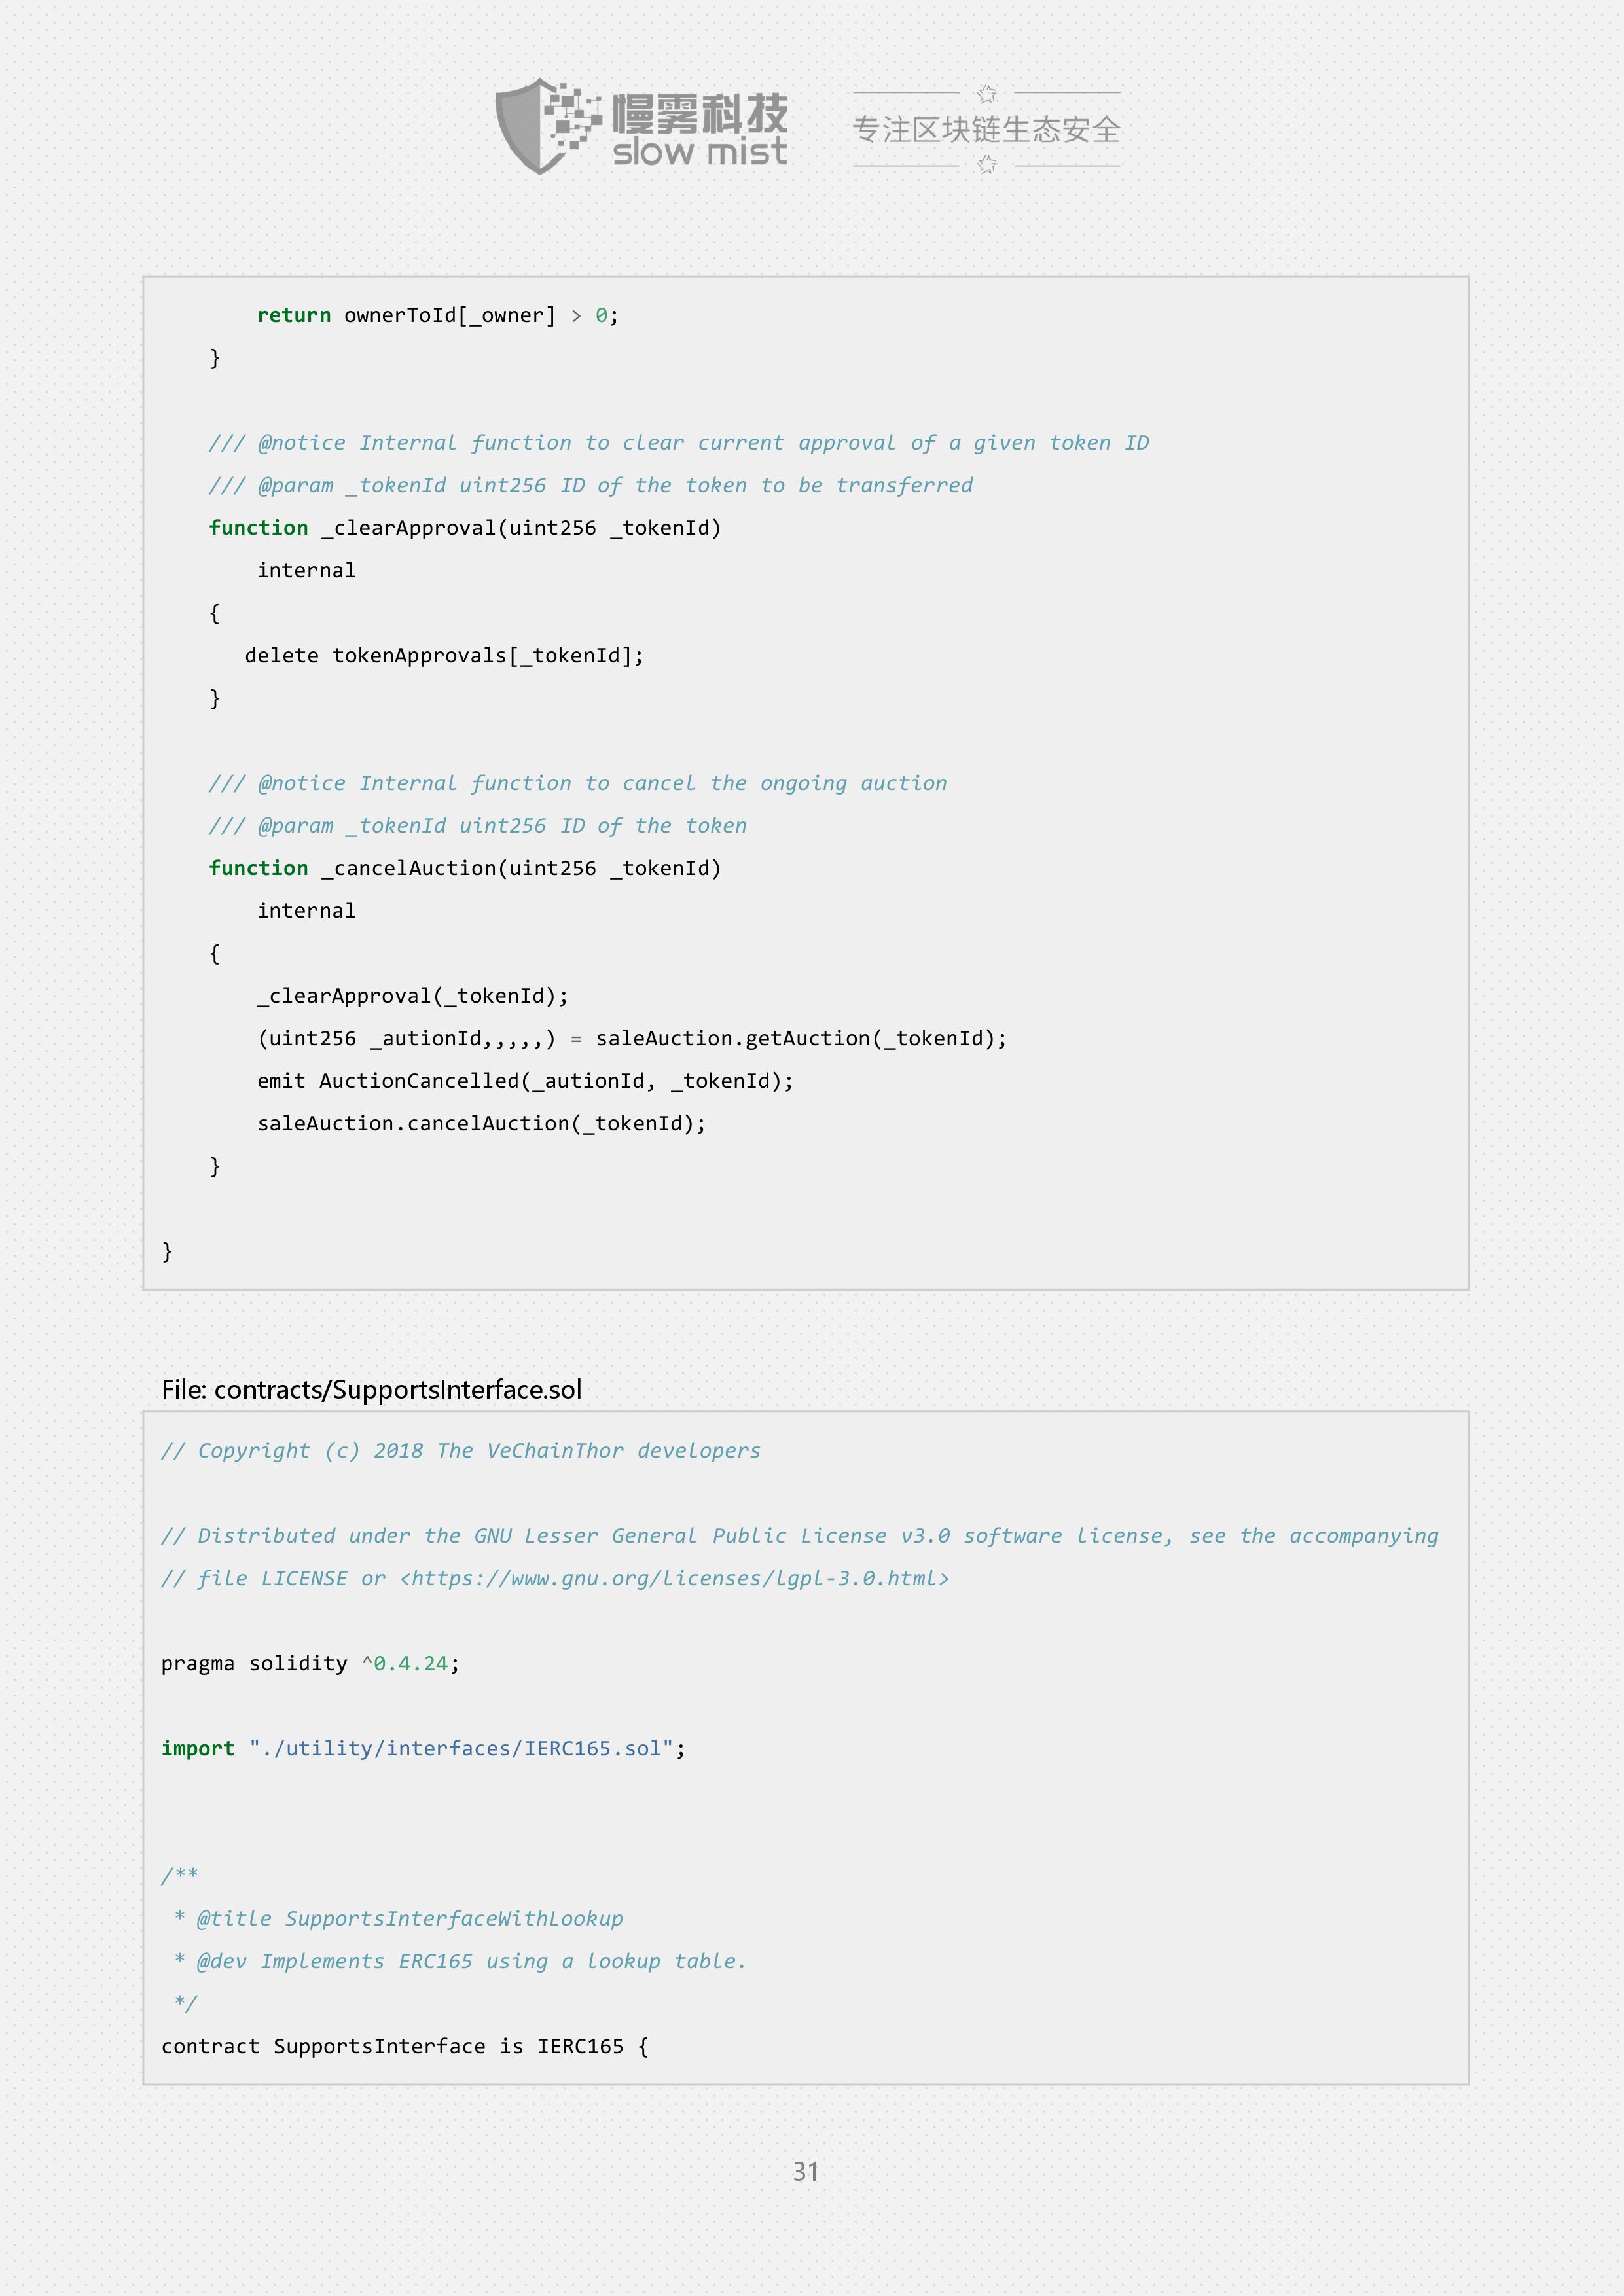 慢雾科技
slow mist
专注区块链生态安全
return ownerToId[_owner] > 0;
}
/// @notice Internal function to clear current approval of a given token ID
/// @param _tokenId uint256 ID of the token to be transferred
function _clearApproval(uint256 _tokenId)
internal
{
delete tokenApprovals[_tokenId];
}
/// @notice Internal function to cancel the ongoing auction
/// @param _tokenId uint256 ID of the token
function _cancelAuction(uint256 _tokenId)
internal
{
_clearApproval(_tokenId);
(uint256 _autionId,,,,,) = saleAuction.getAuction(_tokenId);
emit AuctionCancelled(_autionId, _tokenId);
saleAuction.cancelAuction(_tokenId);
}
}
File: contracts/SupportsInterface.sol
// Copyright (c) 2018 The VeChainThor developers
// Distributed under the GNU Lesser General Public License v3.0 software license, see the accompanying
// file LICENSE or <https://www.gnu.org/licenses/lgpl-3.0.html>
pragma solidity ^0.4.24;
import "./utility/interfaces/IERC165.sol";
/**
* @title SupportsInterfaceWithLookup
* @dev Implements ERC165 using a lookup table.
*/
contract SupportsInterface is IERC165 {
31